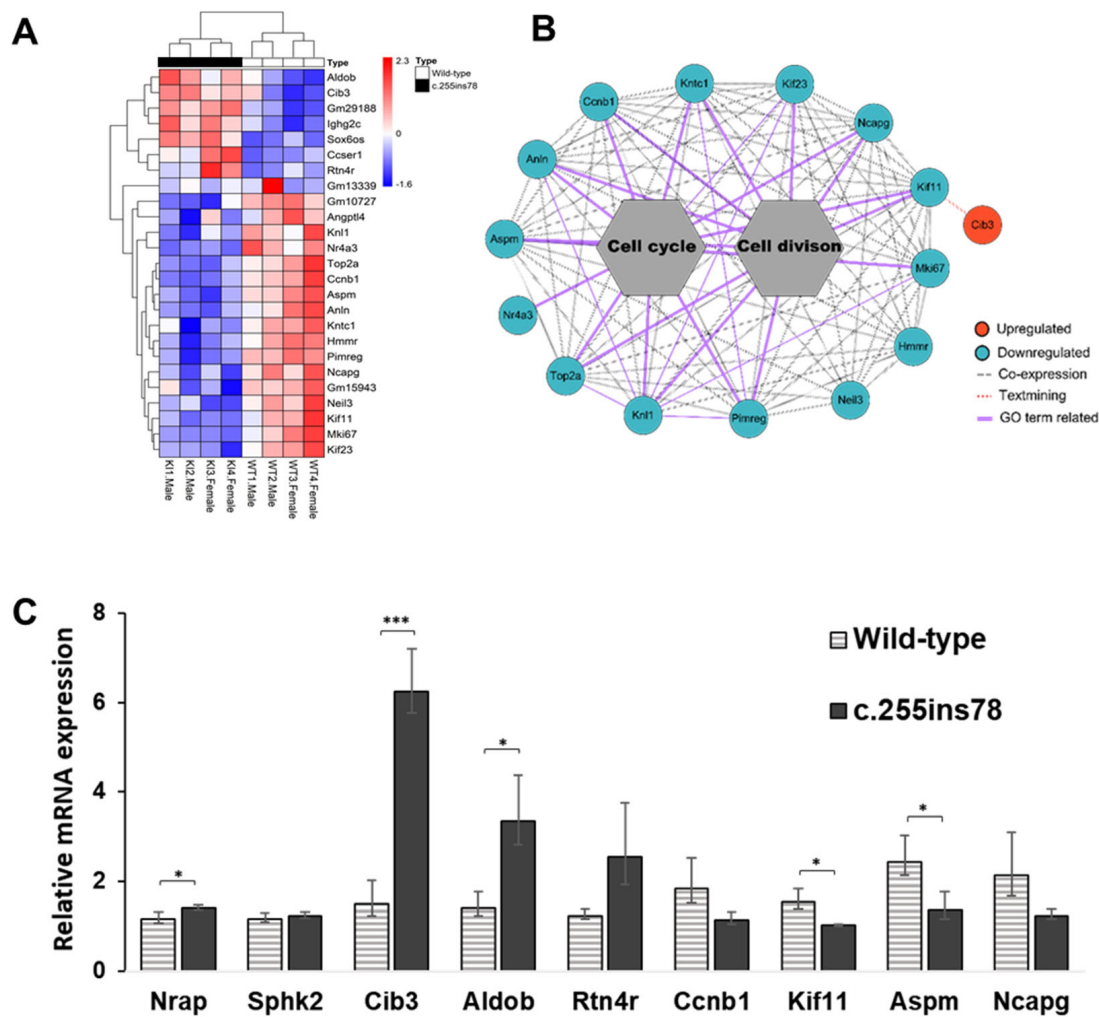 A
Type
Aldob
Cib3
Gm29188
Ighg2c
Sox6os
Ccser1
Rtn4r
Gm13339
Gm10727
Angptl4
Knl1
Nr4a3
Top2a
Ccnb1
Aspm
Anln
Kntc1
Hmmr
Pimreg
Ncapg
Gm15943
Neil3
Kif11
Mki67
Kif23
KI1.Male
KI2.Male
KI3.Female
KI4.Female
WT1.Male
WT2.Male
WT3.Female
WT4.Female
2.3
0
-1.6
Type
Wild-type
c.255ins78
B
Kntc1
Kif23
Ccnb1
Ncapg
Anln
Kif11
Cib3
Aspm
Cell cycle
Cell divison
Mki67
Nr4a3
Hmmr
Top2a
Neil3
Knl1
Pimreg
Upregulated
Downregulated
Co-expression
Textmining
GO term related
C
Relative mRNA expression
8
6
4
2
0
*
***
*
*
*
Wild-type
c.255ins78
Nrap
Sphk2
Cib3
Aldob
Rtn4r
Ccnb1
Kif11
Aspm
Ncapg